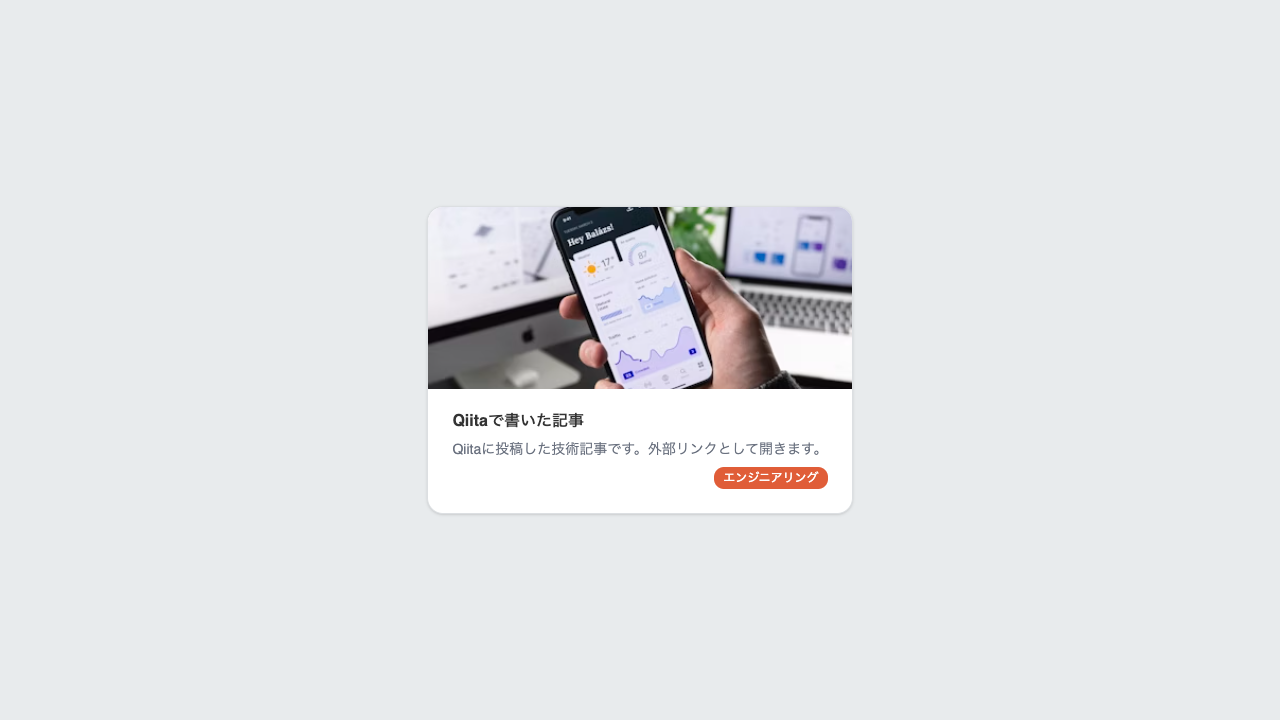 Hey Balázs!
17°
87
Traffic
Qiitaで書いた記事
Qiitaに投稿した技術記事です。外部リンクとして開きます。
エンジニアリング